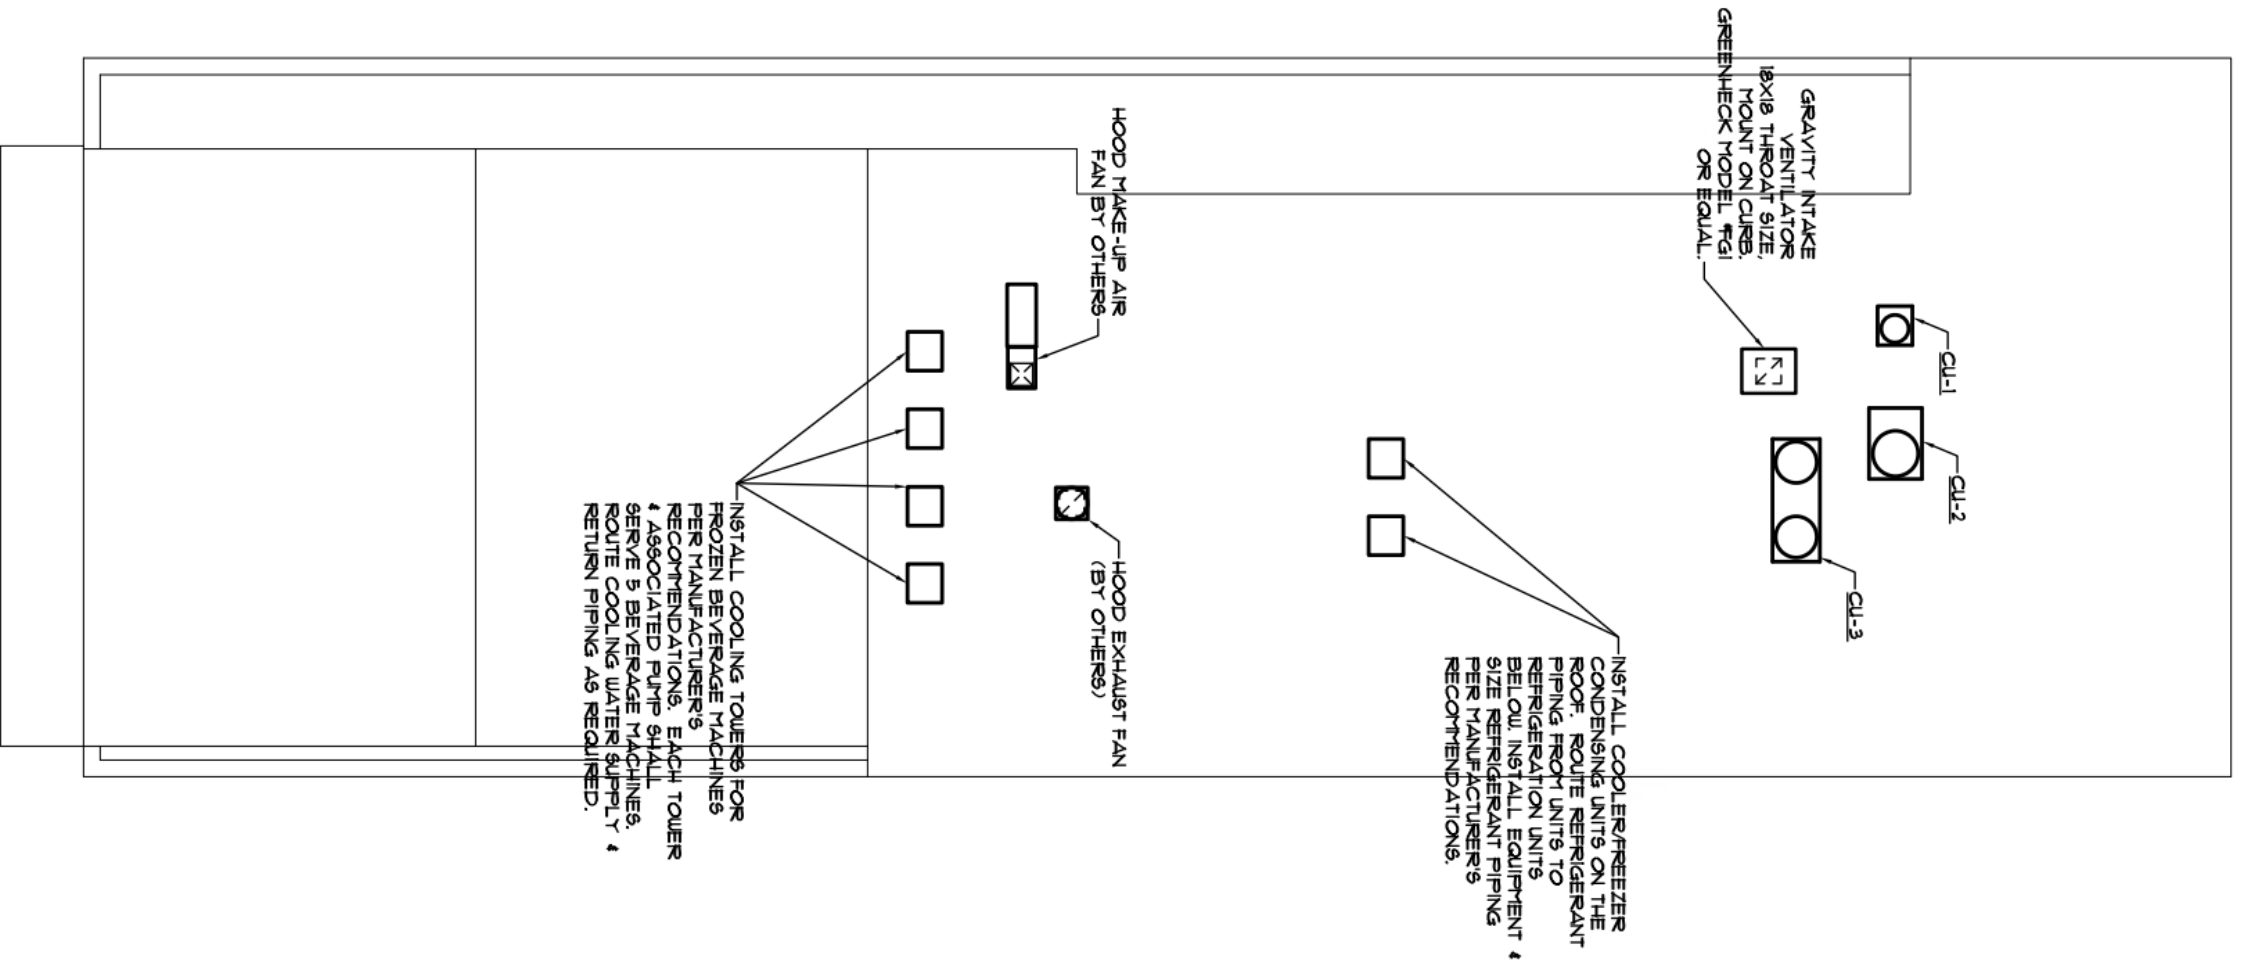 GRAVITY INTAKE
VENTILATOR
18X18 THROAT SIZE,
MOUNT ON CURB.
GREENHECK MODEL "FGI
OR EQUAL.
CU-1
CU-2
CU-3
HOOD MAKE-UP AIR
FAN BY OTHERS
HOOD EXHAUST FAN
(BY OTHERS)
INSTALL COOLER/FREEZER
CONDENSING UNITS ON THE
ROOF. ROUTE REFRIGERANT
PIPING FROM UNITS TO
REFRIGERATION UNITS
BELOW. INSTALL EQUIPMENT &
SIZE REFRIGERANT PIPING
PER MANUFACTURER'S
RECOMMENDATIONS.
INSTALL COOLING TOWERS FOR
FROZEN BEVERAGE MACHINES
PER MANUFACTURER'S
RECOMMENDATIONS. EACH TOWER
& ASSOCIATED PUMP SHALL
SERVE 5 BEVERAGE MACHINES.
ROUTE COOLING WATER SUPPLY &
RETURN PIPING AS REQUIRED.